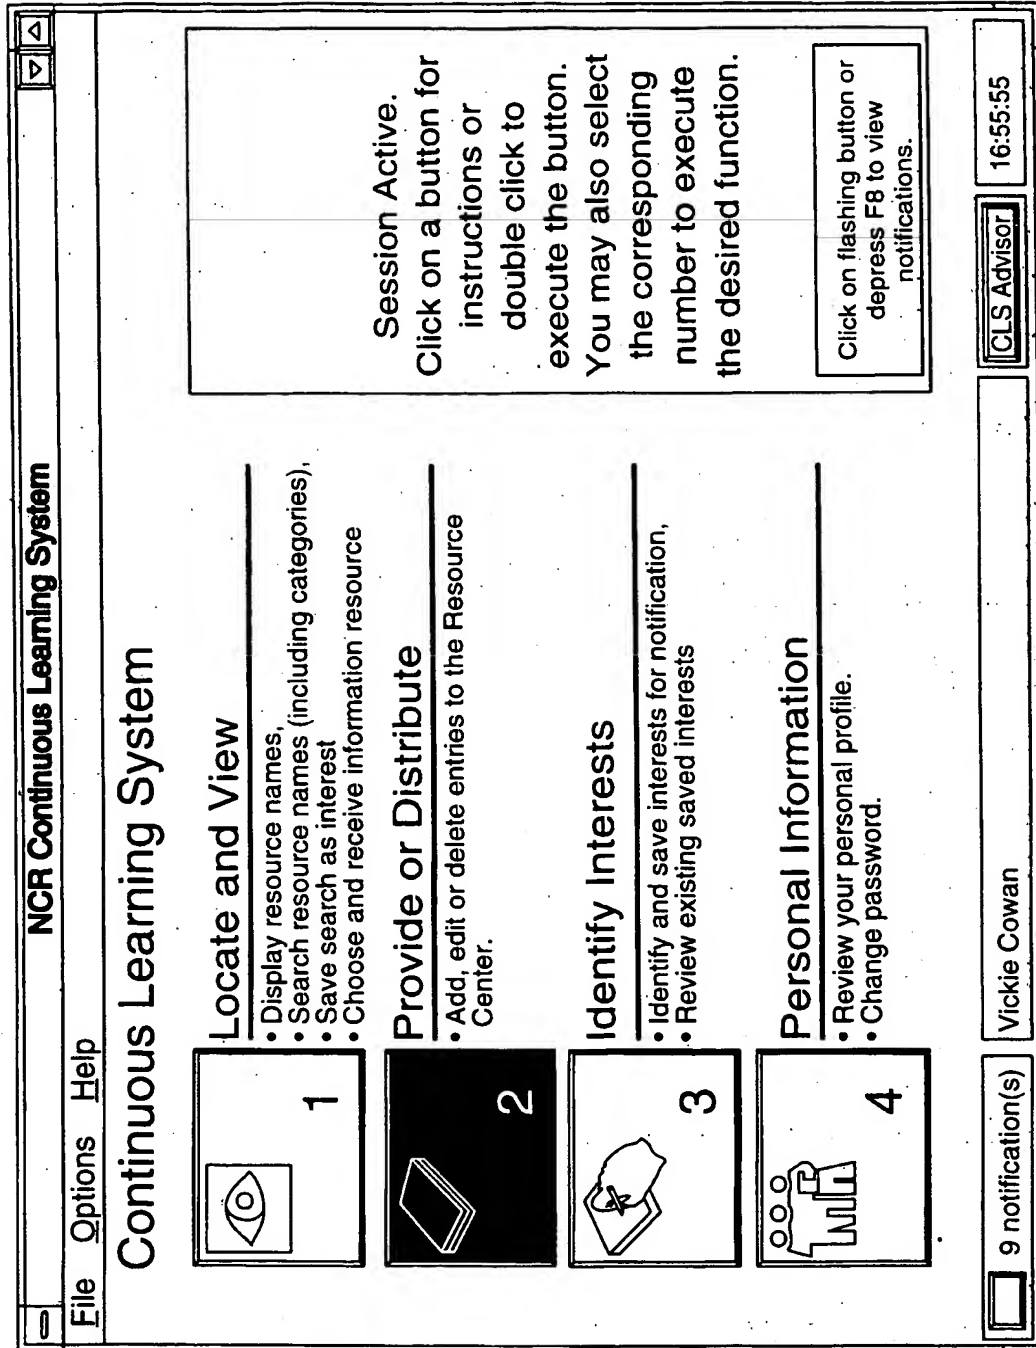 NCR Continuous Learning System
File Options Help
Continuous Learning System
1
Locate and View
• Display resource names,
• Search resource names (including categories),
• Save search as interest
• Choose and receive information resource
2
Provide or Distribute
• Add, edit or delete entries to the Resource
Center.
3
Identify Interests
• Identify and save interests for notification,
• Review existing saved interests
4
Personal Information
• Review your personal profile.
• Change password.
Session Active.
Click on a button for
instructions or
double click to
execute the button.
You may also select
the corresponding
number to execute
the desired function.
Click on flashing button or
depress F8 to view
notifications.
9 notification(s)
Vickie Cowan
CLS Advisor
16:55:55